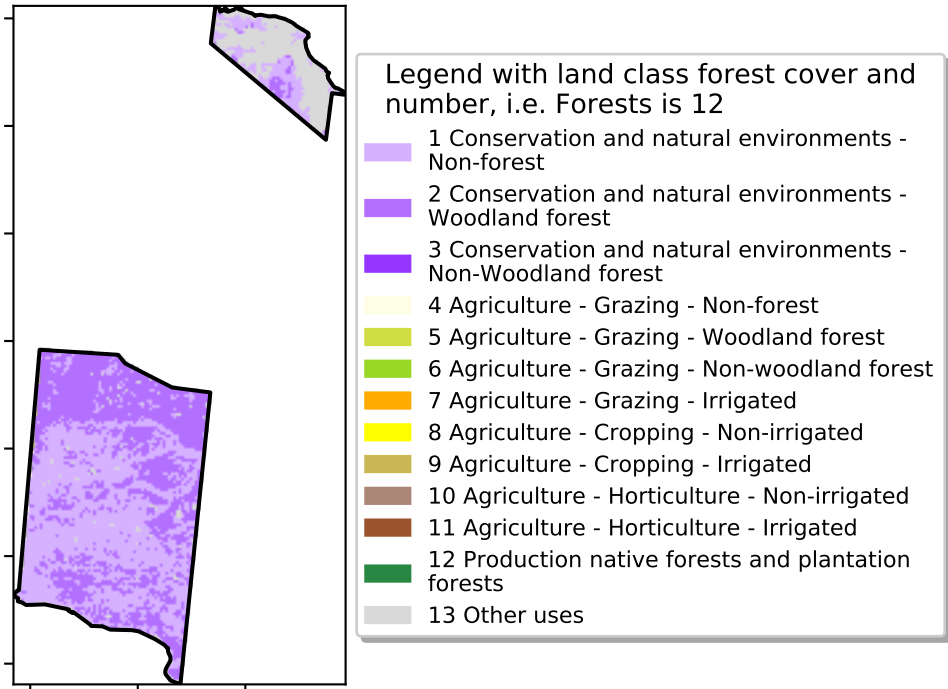 Legend with land class forest cover and
number, i.e. Forests is 12
1 Conservation and natural environments -
Non-forest
2 Conservation and natural environments -
Woodland forest
3 Conservation and natural environments -
Non-Woodland forest
4 Agriculture - Grazing - Non-forest
5 Agriculture - Grazing - Woodland forest
6 Agriculture - Grazing - Non-woodland forest
7 Agriculture - Grazing - Irrigated
8 Agriculture - Cropping - Non-irrigated
9 Agriculture - Cropping - Irrigated
10 Agriculture - Horticulture - Non-irrigated
11 Agriculture - Horticulture - Irrigated
12 Production native forests and plantation
forests
13 Other uses